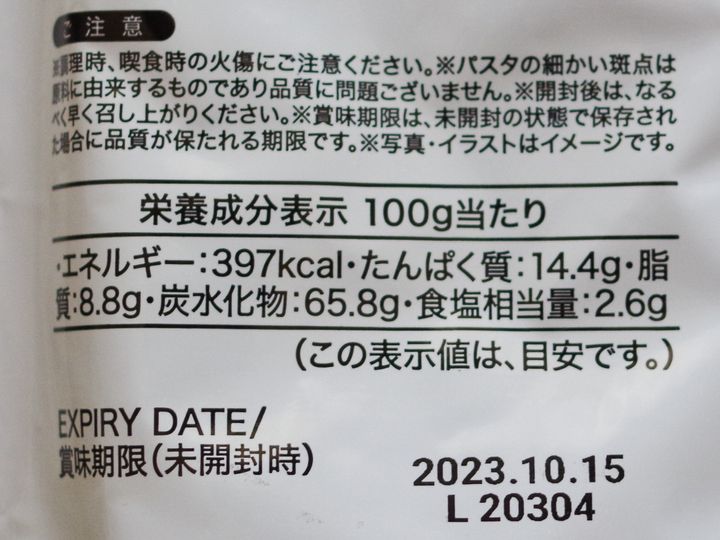 ご注意
※調理時、喫食時の火傷にご注意ください。※パスタの細かい斑点は
原料に由来するものであり品質に問題ございません。※開封後は、なる
べく早く召し上がりください。※賞味期限は、未開封の状態で保存され
た場合に品質が保たれる期限です。※写真・イラストはイメージです。
栄養成分表示 100g当たり
・エネルギー：397kcal・たんぱく質：14.4g・脂
質：8.8g・炭水化物：65.8g・食塩相当量：2.6g
（この表示値は、目安です。）
EXPIRY DATE/
賞味期限（未開封時）
2023.10.15
L 20304